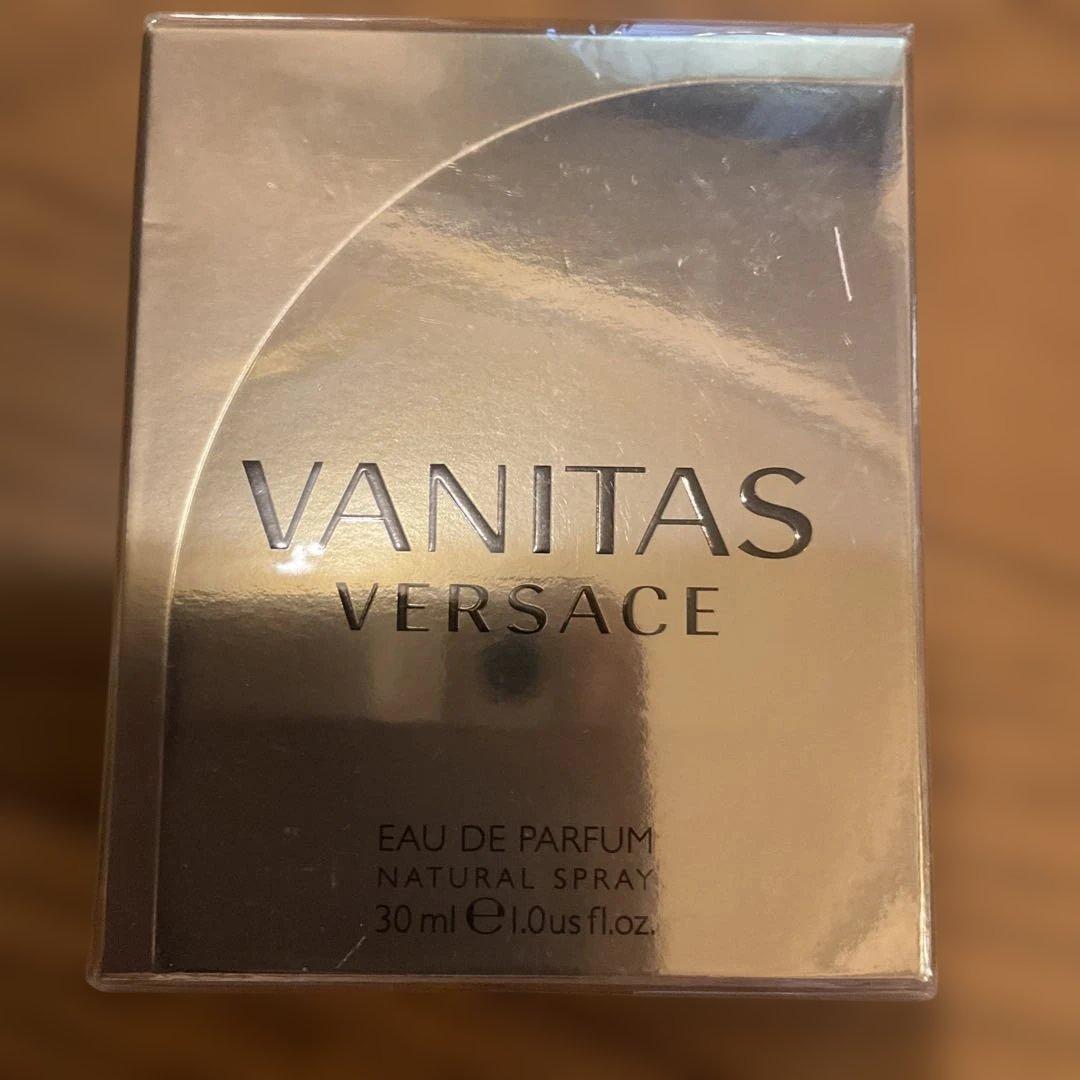 VANITAS
VERSACE
EAU DE PARFUM
NATURAL SPRAY
30 ml ℮ 1.0 us fl.oz.